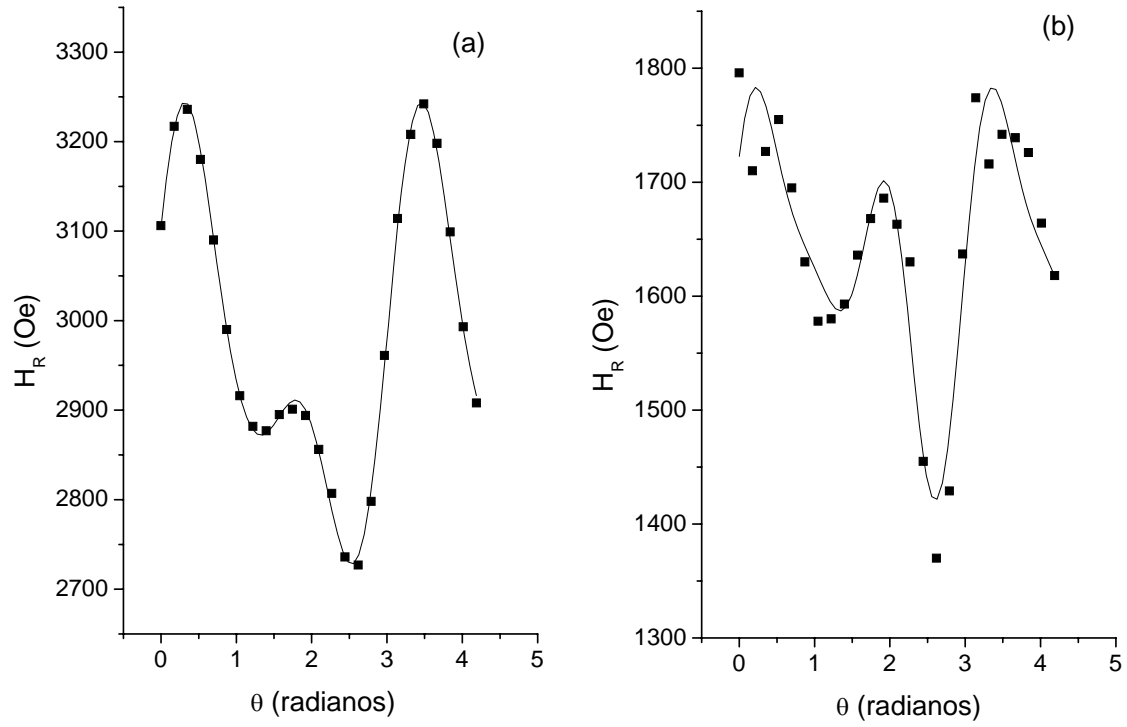 (a)
3300
3200
3100
3000
2900
2800
2700
H_R (Oe)
0 1 2 3 4 5
θ (radianos)
(b)
1800
1700
1600
1500
1400
1300
H_R (Oe)
0 1 2 3 4 5
θ (radianos)